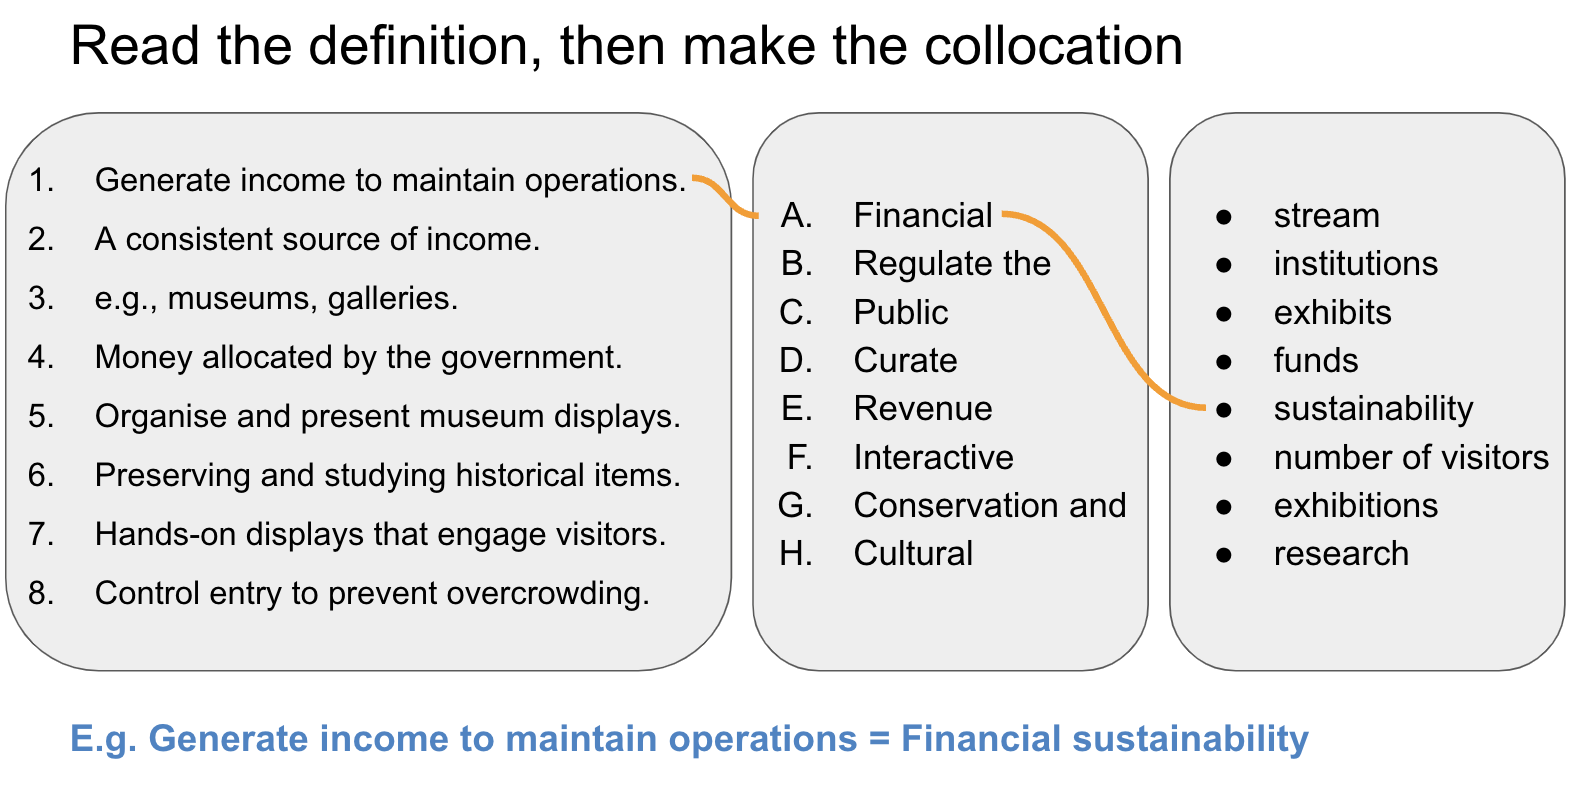 Read the definition, then make the collocation
1. Generate income to maintain operations.
2. A consistent source of income.
3. e.g., museums, galleries.
4. Money allocated by the government.
5. Organise and present museum displays.
6. Preserving and studying historical items.
7. Hands-on displays that engage visitors.
8. Control entry to prevent overcrowding.
A. Financial
B. Regulate the
C. Public
D. Curate
E. Revenue
F. Interactive
G. Conservation and
H. Cultural
● stream
● institutions
● exhibits
● funds
● sustainability
● number of visitors
● exhibitions
● research
E.g. Generate income to maintain operations = Financial sustainability